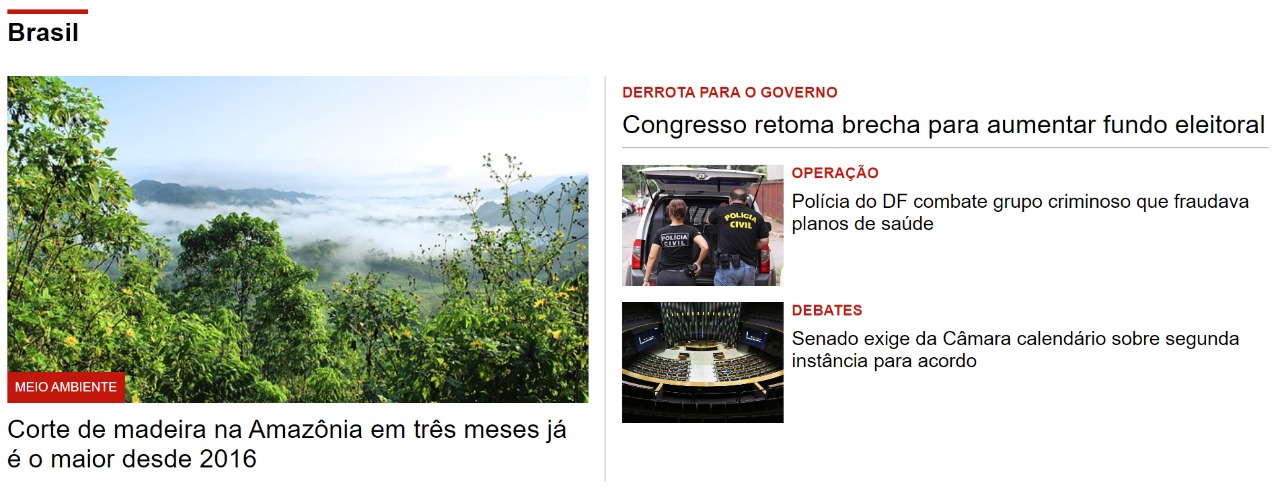 Brasil
MEIO AMBIENTE
Corte de madeira na Amazônia em três meses já
é o maior desde 2016
DERROTA PARA O GOVERNO
Congresso retoma brecha para aumentar fundo eleitoral
OPERAÇÃO
Polícia do DF combate grupo criminoso que fraudava
planos de saúde
POLÍCIA
CIVIL
POLÍCIA
CIVIL
DEBATES
Senado exige da Câmara calendário sobre segunda
instância para acordo